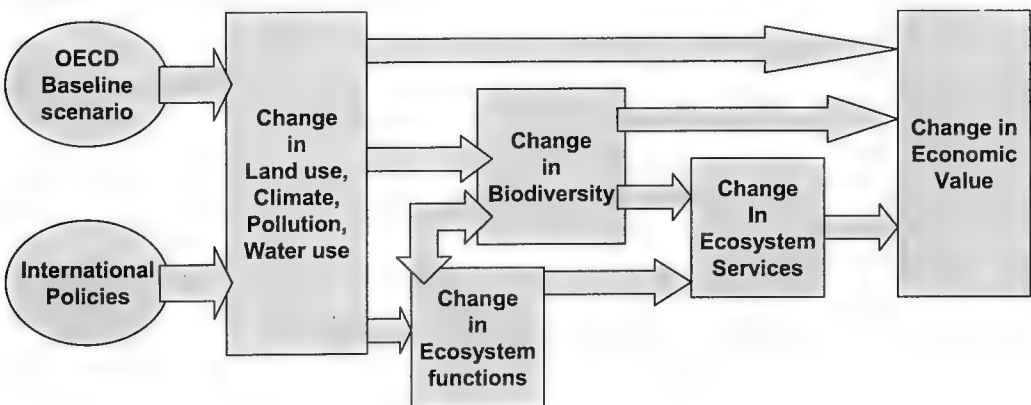 OECD
Baseline
scenario
International
Policies
Change
in
Land use,
Climate,
Pollution,
Water use
Change
in
Biodiversity
Change
in
Ecosystem
functions
Change
In
Ecosystem
Services
Change in
Economic
Value